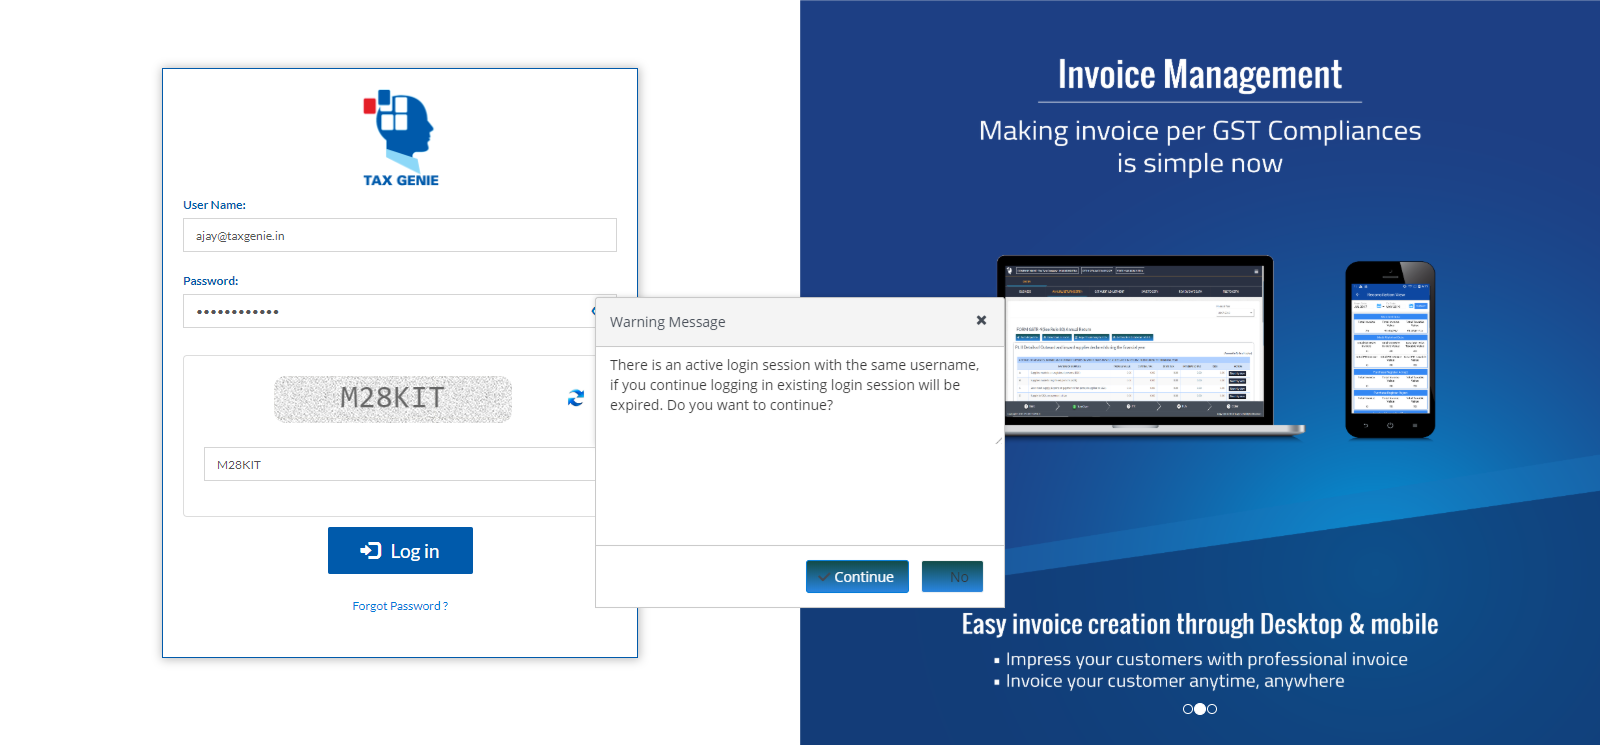 TAX GENIE
User Name:
ajay@taxgenie.in
Password:
••••••••••••
M28KIT
M28KIT
Log in
Forgot Password ?
Warning Message
There is an active login session with the same username,
if you continue logging in existing login session will be
expired. Do you want to continue?
Continue
No
Invoice Management
Making invoice per GST Compliances
is simple now
Reconciliation View
Easy invoice creation through Desktop & mobile
▪ Impress your customers with professional invoice
▪ Invoice your customer anytime, anywhere